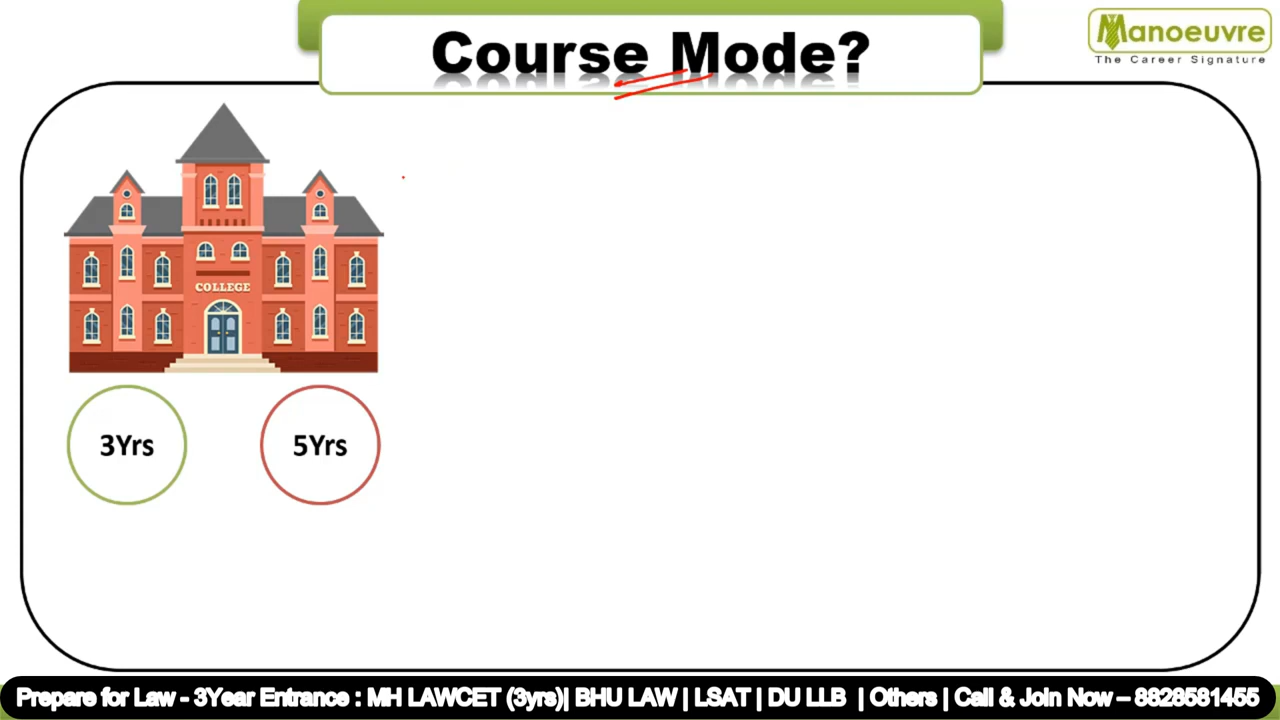 Course Mode?
Manoeuvre
The Career Signature
COLLEGE
3Yrs
5Yrs
Prepare for Law - 3Year Entrance : MH LAWCET (3yrs)| BHU LAW | LSAT | DU LLB | Others | Call & Join Now – 8828581455